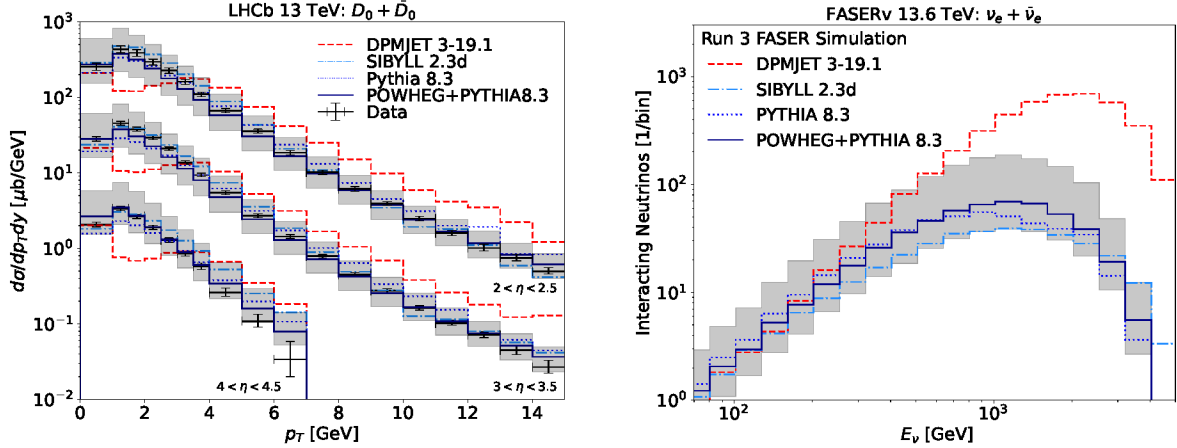 LHCb 13 TeV: D₀ + D̄₀
dσ/dp_Tdy [μb/GeV]
10³
10²
10¹
10⁰
10⁻¹
10⁻²
DPMJET 3-19.1
SIBYLL 2.3d
Pythia 8.3
POWHEG+PYTHIA8.3
Data
2 < η < 2.5
4 < η < 4.5
3 < η < 3.5
0 2 4 6 8 10 12 14
p_T [GeV]
FASERν 13.6 TeV: ν_e + ν̄_e
Interacting Neutrinos [1/bin]
10³
10²
10¹
10⁰
Run 3 FASER Simulation
DPMJET 3-19.1
SIBYLL 2.3d
PYTHIA 8.3
POWHEG+PYTHIA 8.3
10² 10³
E_ν [GeV]